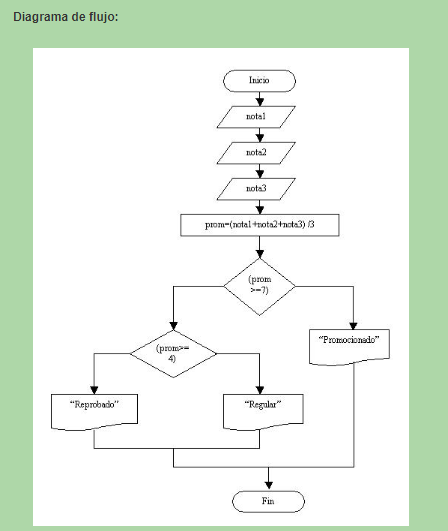 Diagrama de flujo:
Inicio
nota1
nota2
nota3
prom=(nota1+nota2+nota3) /3
(prom
>=7)
"Promocionado"
(prom>=
4)
"Reprobado"
"Regular"
Fin